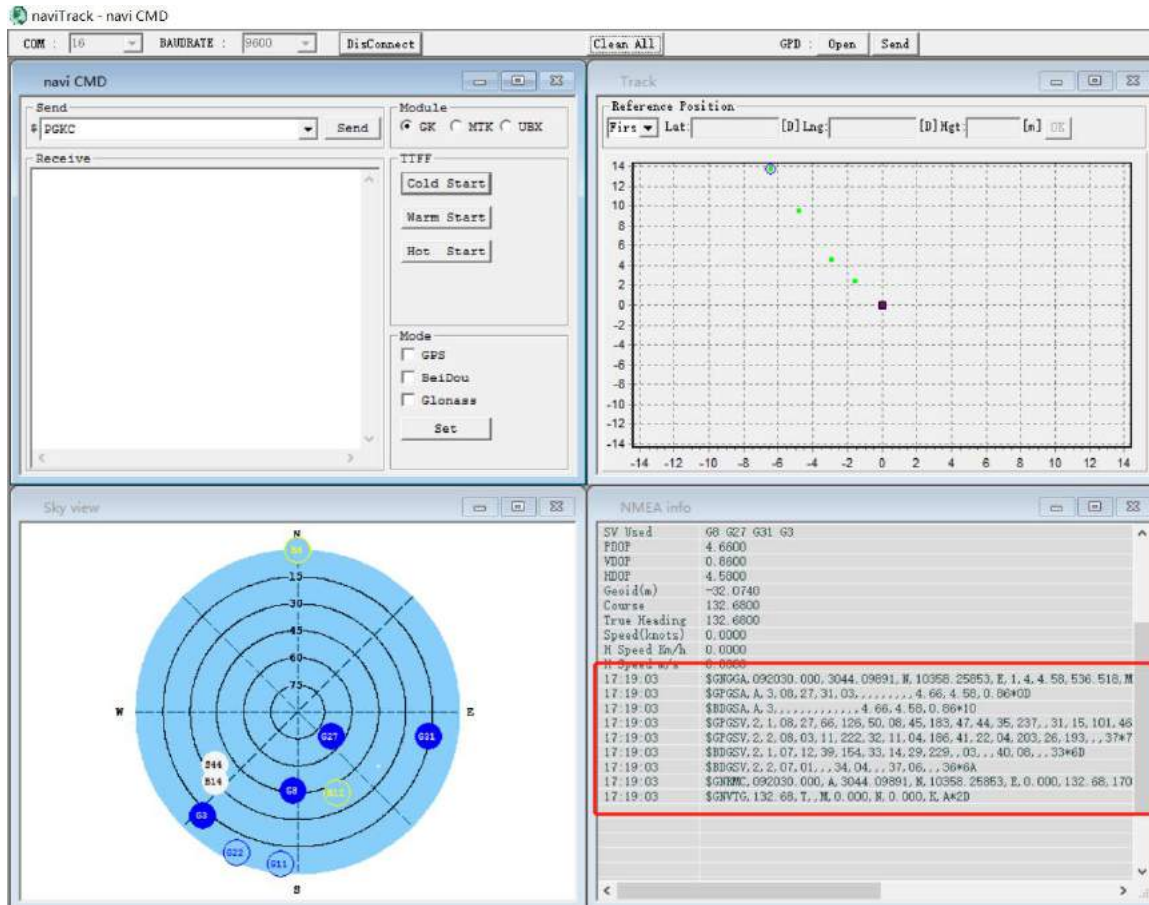 naviTrack - navi CMD
COM : 16 BAUDRATE : 9600 DisConnect Clean All GPD : Open Send
navi CMD
Send
$ PGKC Send
Receive
Module
GK MTK UBX
TTFF
Cold Start
Warm Start
Hot Start
Mode
GPS
BeiDou
Glonass
Set
Track
Reference Position
Firs Lat: [D] Lng: [D] Hgt: [m] OK
14
12
10
8
6
4
2
0
-2
-4
-6
-8
-10
-12
-14
-14 -12 -10 -8 -6 -4 -2 0 2 4 6 8 10 12 14
Sky view
N
15
30
45
60
75
W
E
G27
G31
S44
B14
G8
B12
G3
G22
G11
S
NMEA info
SV Used G8 G27 G31 G3
PDOP 4.6600
VDOP 0.8600
HDOP 4.5800
Geoid(m) -32.0740
Course 132.6800
True Heading 132.6800
Speed(knots) 0.0000
H Speed Km/h 0.0000
H Speed m/s 0.0000
17:19:03 $GNGGA,092030.000,3044.09891,N,10358.25853,E,1,4,4.58,536.518,M
17:19:03 $GPGSA,A,3,08,27,31,03,,,,,,,,,4.66,4.58,0.86*0D
17:19:03 $BDGSA,A,3,,,,,,,,,,,,,4.66,4.58,0.86*10
17:19:03 $GPGSV,2,1,08,27,66,126,50,08,45,183,47,44,35,237,,31,15,101,46
17:19:03 $GPGSV,2,2,08,03,11,222,32,11,04,186,41,22,04,203,26,193,,,37*7
17:19:03 $BDGSV,2,1,07,12,39,154,33,14,29,229,,03,,,40,08,,,33*6D
17:19:03 $BDGSV,2,2,07,01,,,34,04,,,37,06,,,36*6A
17:19:03 $GNRMC,092030.000,A,3044.09891,N,10358.25853,E,0.000,132.68,170
17:19:03 $GNVTG,132.68,T,,M,0.000,N,0.000,K,A*2D